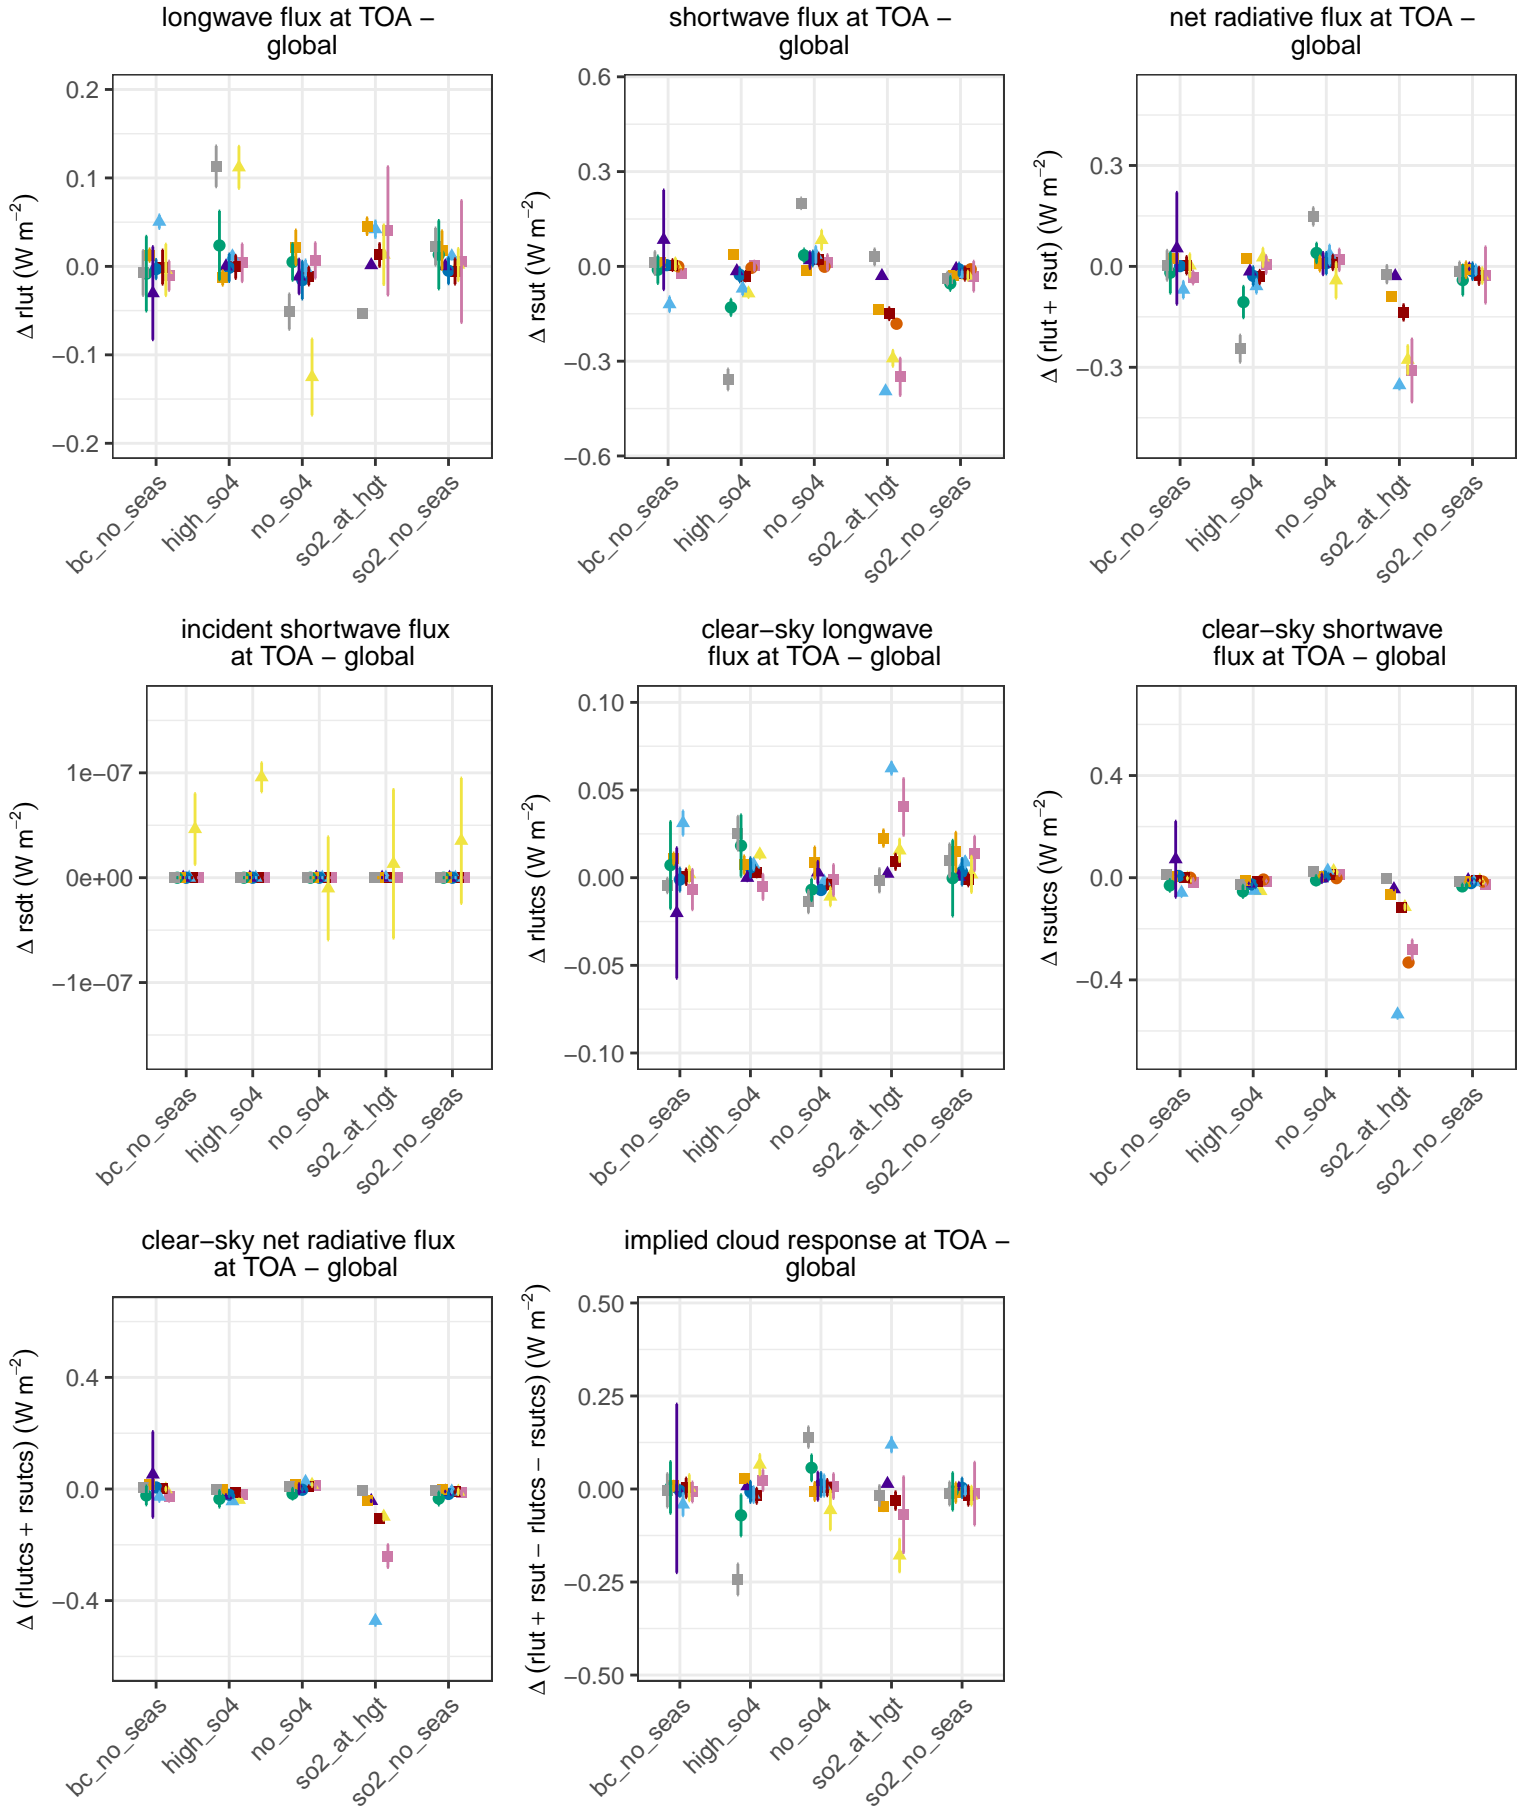 longwave flux at TOA −
global
Δ rlut (W m−2)
0.2
0.1
0.0
−0.1
−0.2
bc_no_seas
high_so4
no_so4
so2_at_hgt
so2_no_seas
shortwave flux at TOA −
global
Δ rsut (W m−2)
0.6
0.3
0.0
−0.3
−0.6
bc_no_seas
high_so4
no_so4
so2_at_hgt
so2_no_seas
net radiative flux at TOA −
global
Δ (rlut + rsut) (W m−2)
0.3
0.0
−0.3
bc_no_seas
high_so4
no_so4
so2_at_hgt
so2_no_seas
incident shortwave flux
at TOA − global
Δ rsdt (W m−2)
1e−07
0e+00
−1e−07
bc_no_seas
high_so4
no_so4
so2_at_hgt
so2_no_seas
clear−sky longwave
flux at TOA − global
Δ rlutcs (W m−2)
0.10
0.05
0.00
−0.05
−0.10
bc_no_seas
high_so4
no_so4
so2_at_hgt
so2_no_seas
clear−sky shortwave
flux at TOA − global
Δ rsutcs (W m−2)
0.4
0.0
−0.4
bc_no_seas
high_so4
no_so4
so2_at_hgt
so2_no_seas
clear−sky net radiative flux
at TOA − global
Δ (rlutcs + rsutcs) (W m−2)
0.4
0.0
−0.4
bc_no_seas
high_so4
no_so4
so2_at_hgt
so2_no_seas
implied cloud response at TOA −
global
Δ (rlut + rsut − rlutcs − rsutcs) (W m−2)
0.50
0.25
0.00
−0.25
−0.50
bc_no_seas
high_so4
no_so4
so2_at_hgt
so2_no_seas